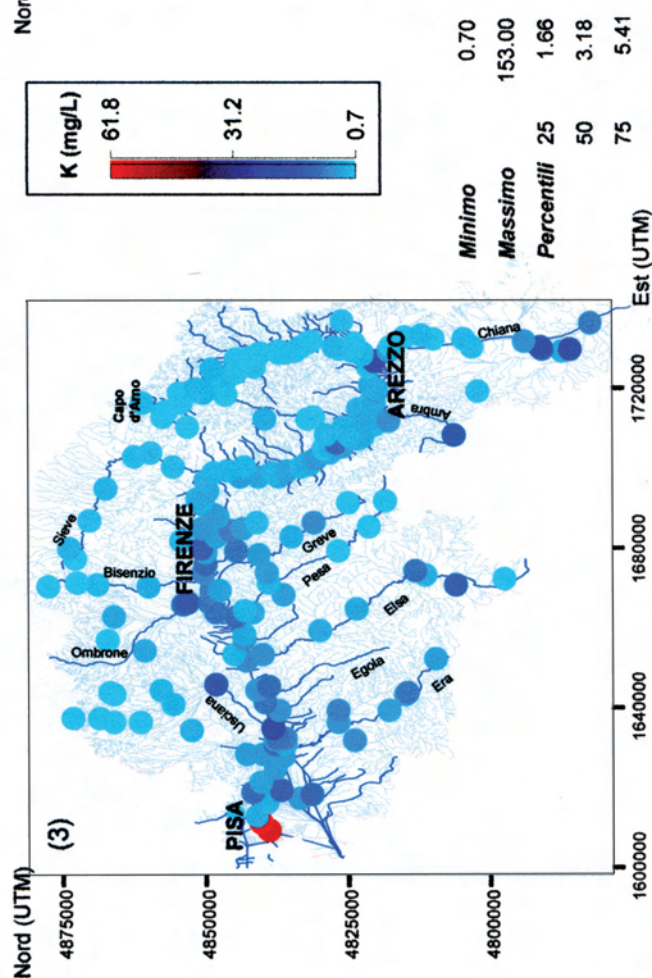 Nord (UTM)
Nor
(3)
4875000
4850000
4825000
4800000
1600000
1640000
1680000
1720000
Est (UTM)
PISA
FIRENZE
AREZZO
Capo
d'Arno
Sieve
Bisenzio
Ombrone
Usciana
Greve
Pesa
Elsa
Egola
Era
Ambra
Chiana
K (mg/L)
61.8
31.2
0.7
Minimo 0.70
Massimo 153.00
Percentili 25 1.66
50 3.18
75 5.41